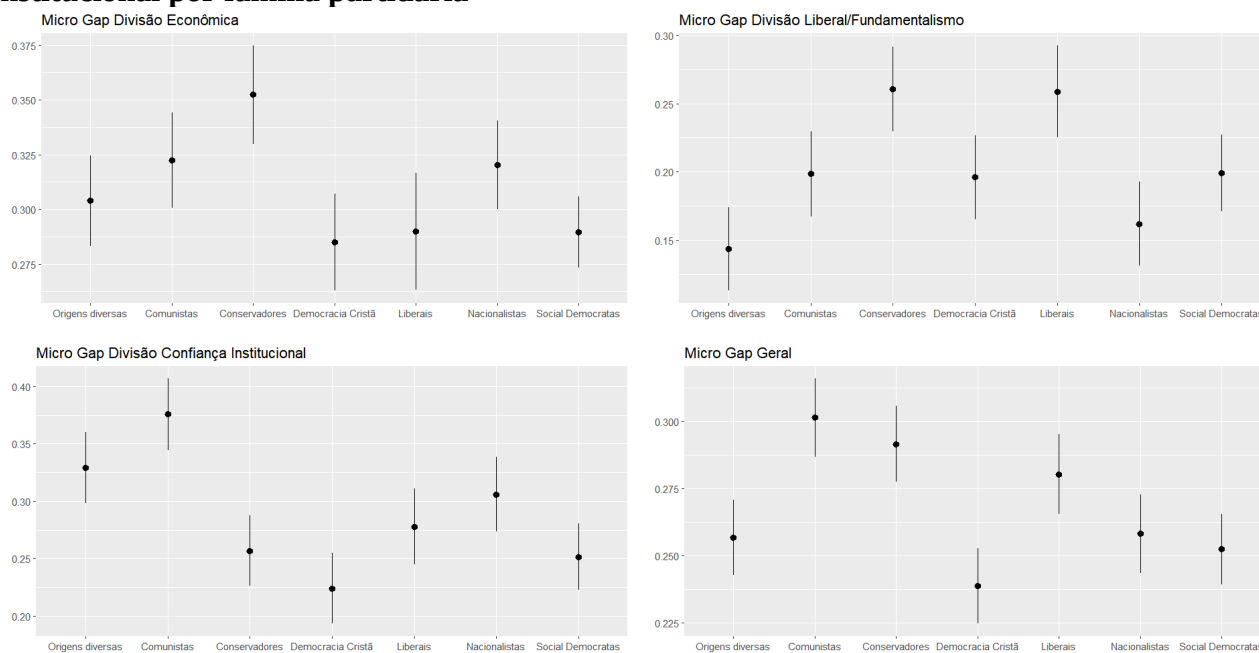 institucional por família partidária
Micro Gap Divisão Econômica
0.375
0.350
0.325
0.300
0.275
Origens diversas Comunistas Conservadores Democracia Cristã Liberais Nacionalistas Social Democratas
Micro Gap Divisão Liberal/Fundamentalismo
0.30
0.25
0.20
0.15
Origens diversas Comunistas Conservadores Democracia Cristã Liberais Nacionalistas Social Democratas
Micro Gap Divisão Confiança Institucional
0.40
0.35
0.30
0.25
0.20
Origens diversas Comunistas Conservadores Democracia Cristã Liberais Nacionalistas Social Democratas
Micro Gap Geral
0.300
0.275
0.250
0.225
Origens diversas Comunistas Conservadores Democracia Cristã Liberais Nacionalistas Social Democratas